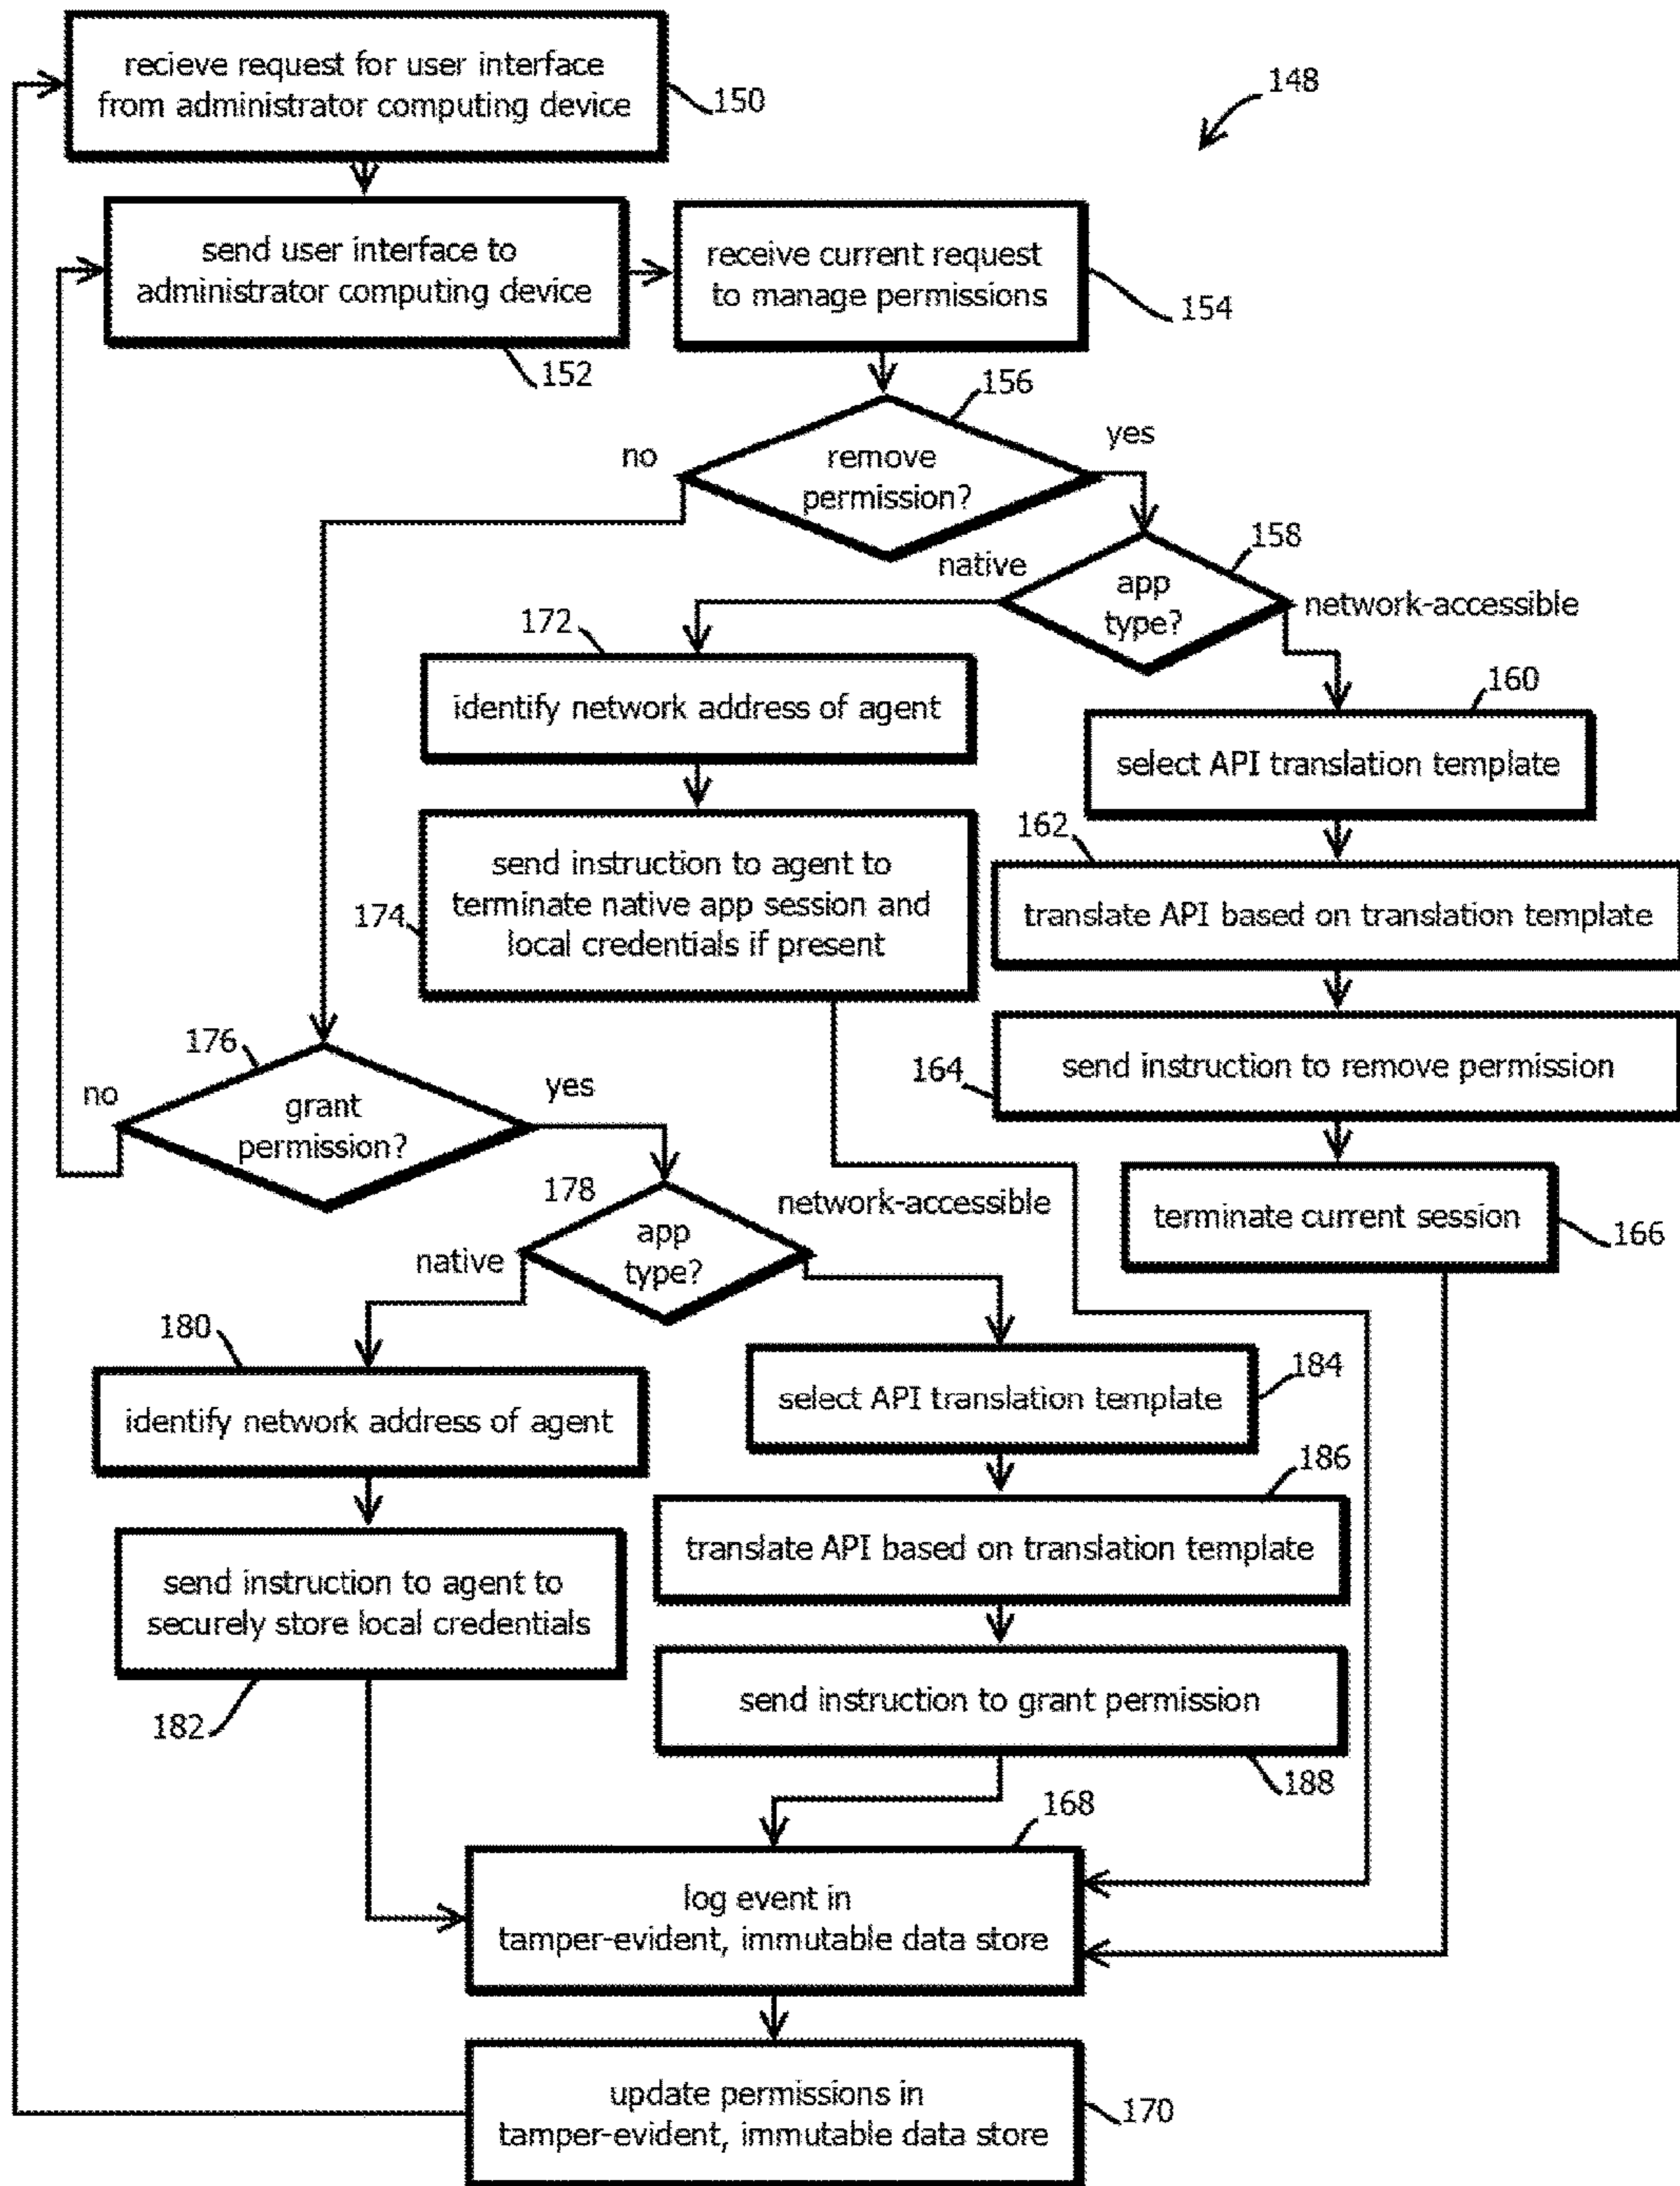 recieve request for user interface
from administrator computing device
150
148
send user interface to
administrator computing device
152
receive current request
to manage permissions
154
156
no
remove
permission?
yes
158
native
app
type?
network-accessible
172
identify network address of agent
160
select API translation template
174
send instruction to agent to
terminate native app session and
local credentials if present
162
translate API based on translation template
164
send instruction to remove permission
terminate current session
166
176
no
grant
permission?
yes
178
native
app
type?
network-accessible
180
identify network address of agent
184
select API translation template
186
translate API based on translation template
send instruction to agent to
securely store local credentials
182
send instruction to grant permission
188
168
log event in
tamper-evident, immutable data store
update permissions in
tamper-evident, immutable data store
170